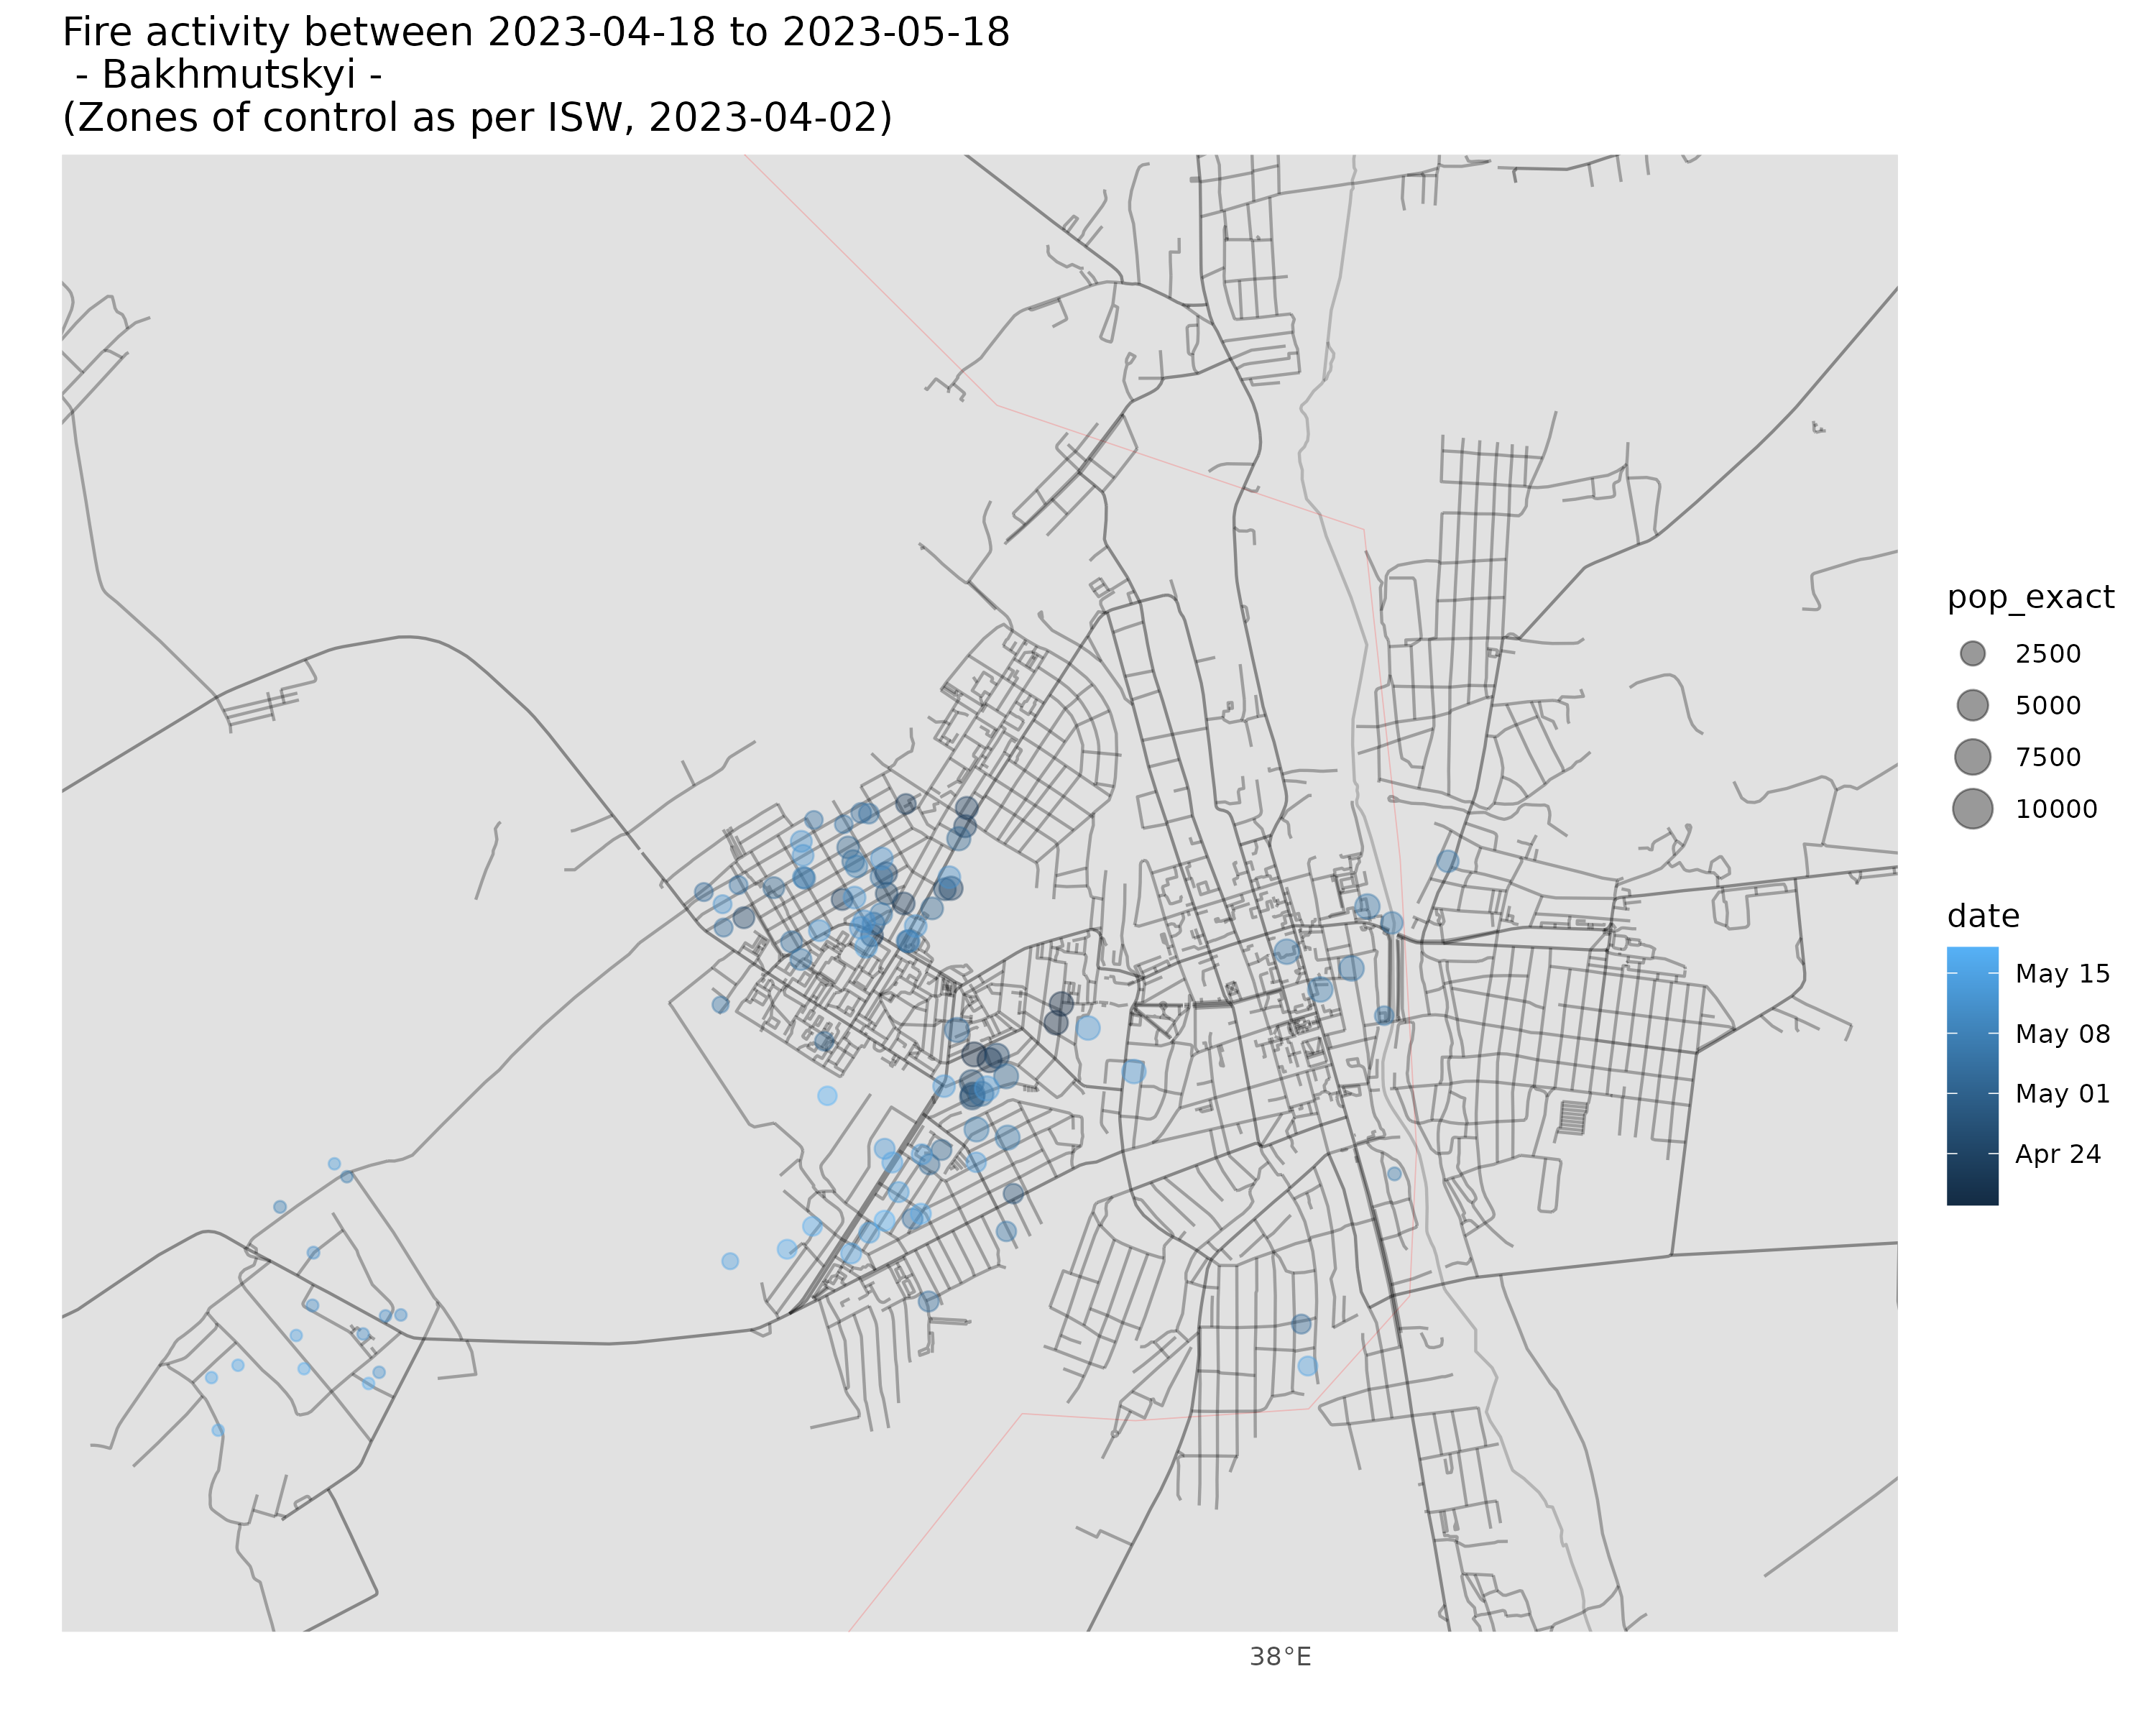 Fire activity between 2023-04-18 to 2023-05-18
- Bakhmutskyi -
(Zones of control as per ISW, 2023-04-02)
pop_exact
2500
5000
7500
10000
date
May 15
May 08
May 01
Apr 24
38°E